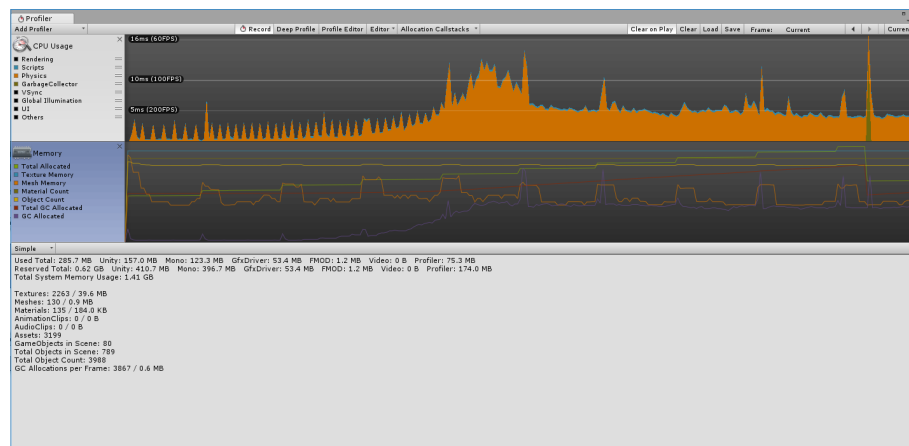 Profiler
Add Profiler
Record Deep Profile Profile Editor Editor Allocation Callstacks
Clear on Play Clear Load Save Frame: Current
Curren
CPU Usage
Rendering
Scripts
Physics
GarbageCollector
VSync
Global Illumination
UI
Others
16ms (60FPS)
10ms (100FPS)
5ms (200FPS)
Memory
Total Allocated
Texture Memory
Mesh Memory
Material Count
Object Count
Total GC Allocated
GC Allocated
Simple
Used Total: 285.7 MB Unity: 157.0 MB Mono: 123.3 MB GfxDriver: 53.4 MB FMOD: 1.2 MB Video: 0 B Profiler: 75.3 MB
Reserved Total: 0.62 GB Unity: 410.7 MB Mono: 396.7 MB GfxDriver: 53.4 MB FMOD: 1.2 MB Video: 0 B Profiler: 174.0 MB
Total System Memory Usage: 1.41 GB
Textures: 2263 / 39.6 MB
Meshes: 130 / 0.9 MB
Materials: 135 / 184.0 KB
AnimationClips: 0 / 0 B
AudioClips: 0 / 0 B
Assets: 3199
GameObjects in Scene: 80
Total Objects in Scene: 789
Total Object Count: 3988
GC Allocations per Frame: 3867 / 0.6 MB